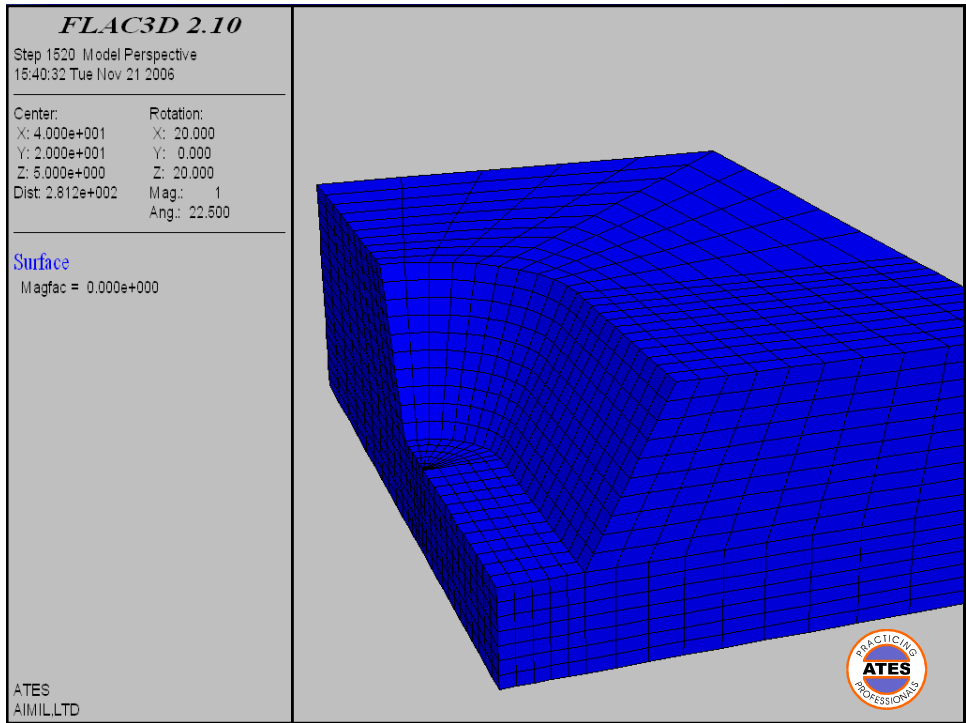 FLAC3D 2.10
Step 1520 Model Perspective
15:40:32 Tue Nov 21 2006
Center:
X: 4.000e+001
Y: 2.000e+001
Z: 5.000e+000
Dist: 2.812e+002
Rotation:
X: 20.000
Y: 0.000
Z: 20.000
Mag.: 1
Ang.: 22.500
Surface
Magfac = 0.000e+000
ATES
AIMIL,LTD
PRACTICING
ATES
PROFESSIONALS